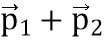 p⃗₁ + p⃗₂